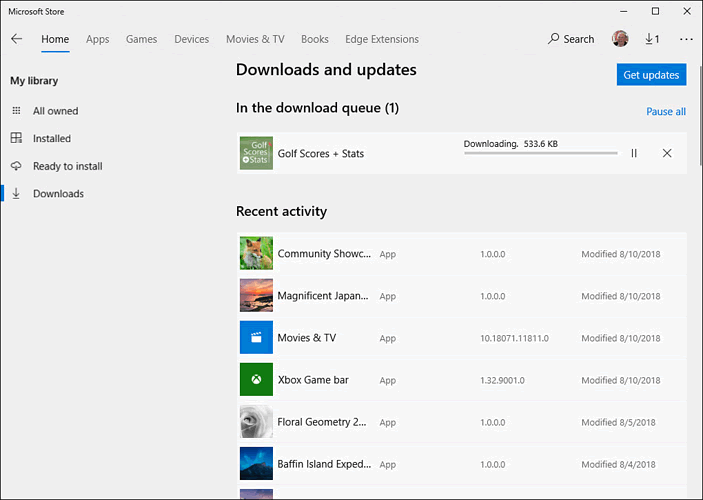 Microsoft Store
Home Apps Games Devices Movies & TV Books Edge Extensions Search 1
My library
All owned
Installed
Ready to install
Downloads
Downloads and updates
Get updates
In the download queue (1)
Pause all
Golf Scores + Stats
Golf Scores + Stats Downloading. 533.6 KB
Recent activity
Community Showc... App 1.0.0.0 Modified 8/10/2018
Magnificent Japan... App 1.0.0.0 Modified 8/10/2018
Movies & TV App 10.18071.11811.0 Modified 8/10/2018
Xbox Game bar App 1.32.9001.0 Modified 8/10/2018
Floral Geometry 2... App 1.0.0.0 Modified 8/5/2018
Baffin Island Exped... App 1.0.0.0 Modified 8/4/2018